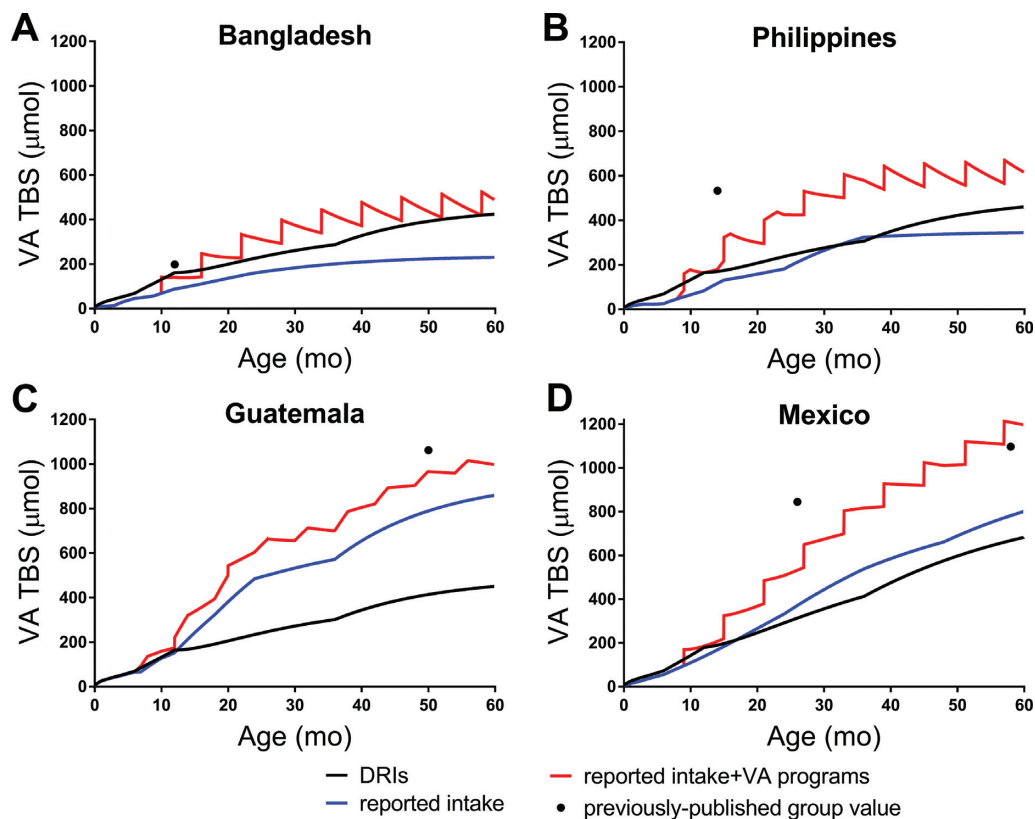 A
Bangladesh
1200
1000
800
600
400
200
0
VA TBS (μmol)
0 10 20 30 40 50 60
Age (mo)
B
Philippines
1200
1000
800
600
400
200
0
VA TBS (μmol)
0 10 20 30 40 50 60
Age (mo)
C
Guatemala
1200
1000
800
600
400
200
0
VA TBS (μmol)
0 10 20 30 40 50 60
Age (mo)
D
Mexico
1200
1000
800
600
400
200
0
VA TBS (μmol)
0 10 20 30 40 50 60
Age (mo)
DRIs
reported intake
reported intake+VA programs
previously-published group value